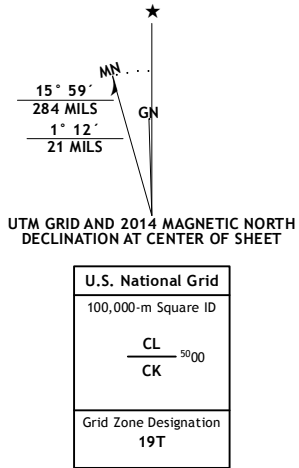 ★
MN
GN
15° 59´
284 MILS
1° 12´
21 MILS
UTM GRID AND 2014 MAGNETIC NORTH
DECLINATION AT CENTER OF SHEET
U.S. National Grid
100,000-m Square ID
CL
5000
CK
Grid Zone Designation
19T